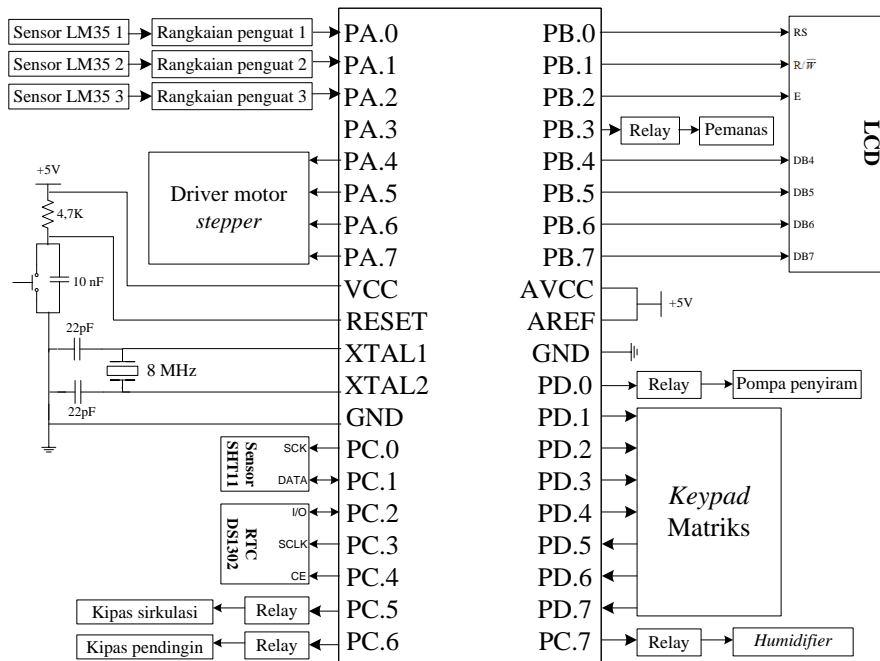 Sensor LM35 1
Rangkaian penguat 1
Sensor LM35 2
Rangkaian penguat 2
Sensor LM35 3
Rangkaian penguat 3
Driver motor
stepper
+5V
4,7K
10 nF
22pF
8 MHz
22pF
SCK
DATA
Sensor
SHT11
I/O
SCLK
CE
RTC
DS1302
Kipas sirkulasi
Relay
Kipas pendingin
Relay
PA.0
PA.1
PA.2
PA.3
PA.4
PA.5
PA.6
PA.7
VCC
RESET
XTAL1
XTAL2
GND
PC.0
PC.1
PC.2
PC.3
PC.4
PC.5
PC.6
PB.0
PB.1
PB.2
PB.3
PB.4
PB.5
PB.6
PB.7
AVCC
AREF
GND
PD.0
PD.1
PD.2
PD.3
PD.4
PD.5
PD.6
PD.7
PC.7
RS
R/W̅
E
Relay
Pemanas
DB4
DB5
DB6
DB7
LCD
+5V
Relay
Pompa penyiram
Keypad
Matriks
Relay
Humidifier